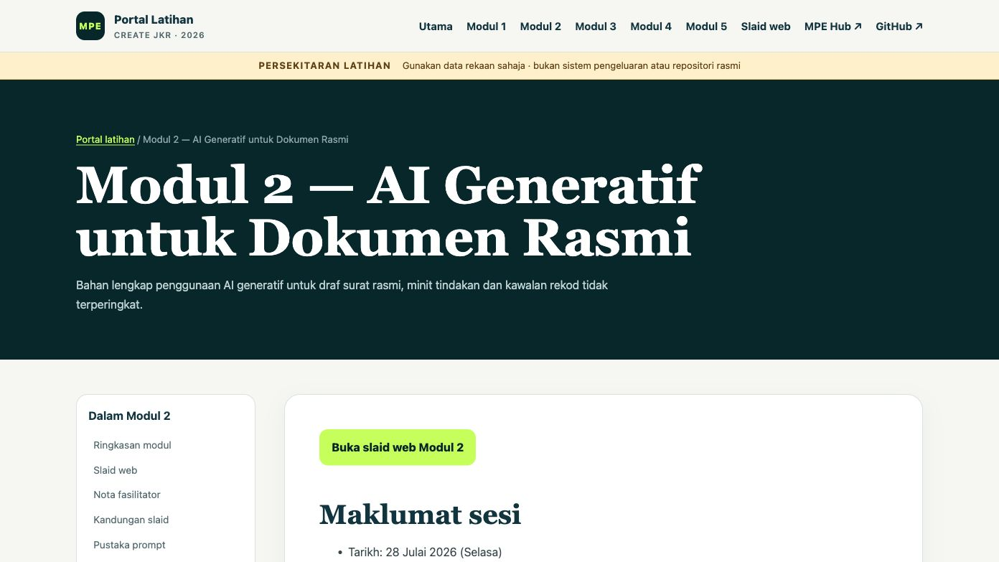 MPE
Portal Latihan
CREATE JKR · 2026
Utama
Modul 1
Modul 2
Modul 3
Modul 4
Modul 5
Slaid web
MPE Hub ↗
GitHub ↗
PERSEKITARAN LATIHAN Gunakan data rekaan sahaja · bukan sistem pengeluaran atau repositori rasmi
Portal latihan / Modul 2 — AI Generatif untuk Dokumen Rasmi
Modul 2 — AI Generatif
untuk Dokumen Rasmi
Bahan lengkap penggunaan AI generatif untuk draf surat rasmi, minit tindakan dan kawalan rekod tidak
terperingkat.
Dalam Modul 2
Ringkasan modul
Slaid web
Nota fasilitator
Kandungan slaid
Pustaka prompt
Buka slaid web Modul 2
Maklumat sesi
• Tarikh: 28 Julai 2026 (Selasa)